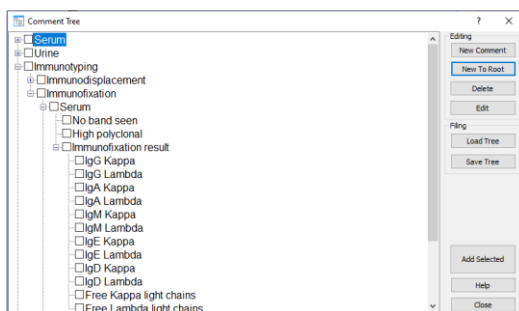 Comment Tree
? X
Serum
Urine
Immunotyping
Immunodisplacement
Immunofixation
Serum
No band seen
High polyclonal
Immunofixation result
IgG Kappa
IgG Lambda
IgA Kappa
IgA Lambda
IgM Kappa
IgM Lambda
IgE Kappa
IgE Lambda
IgD Kappa
IgD Lambda
Free Kappa light chains
Free Lambda light chains
Editing
New Comment
New To Root
Delete
Edit
Filing
Load Tree
Save Tree
Add Selected
Help
Close